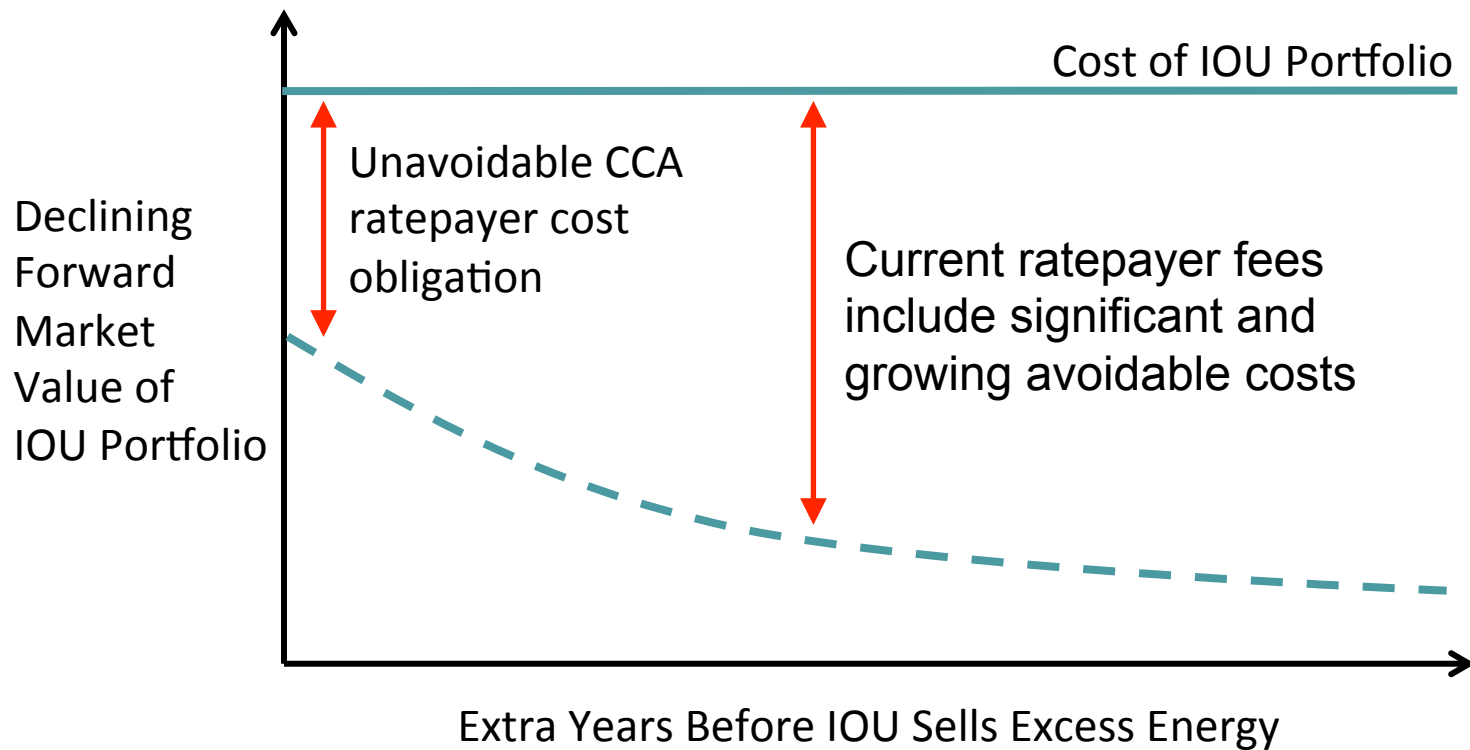 Cost of IOU Portfolio
Unavoidable CCA
ratepayer cost
obligation
Declining
Forward
Market
Value of
IOU Portfolio
Current ratepayer fees
include significant and
growing avoidable costs
Extra Years Before IOU Sells Excess Energy